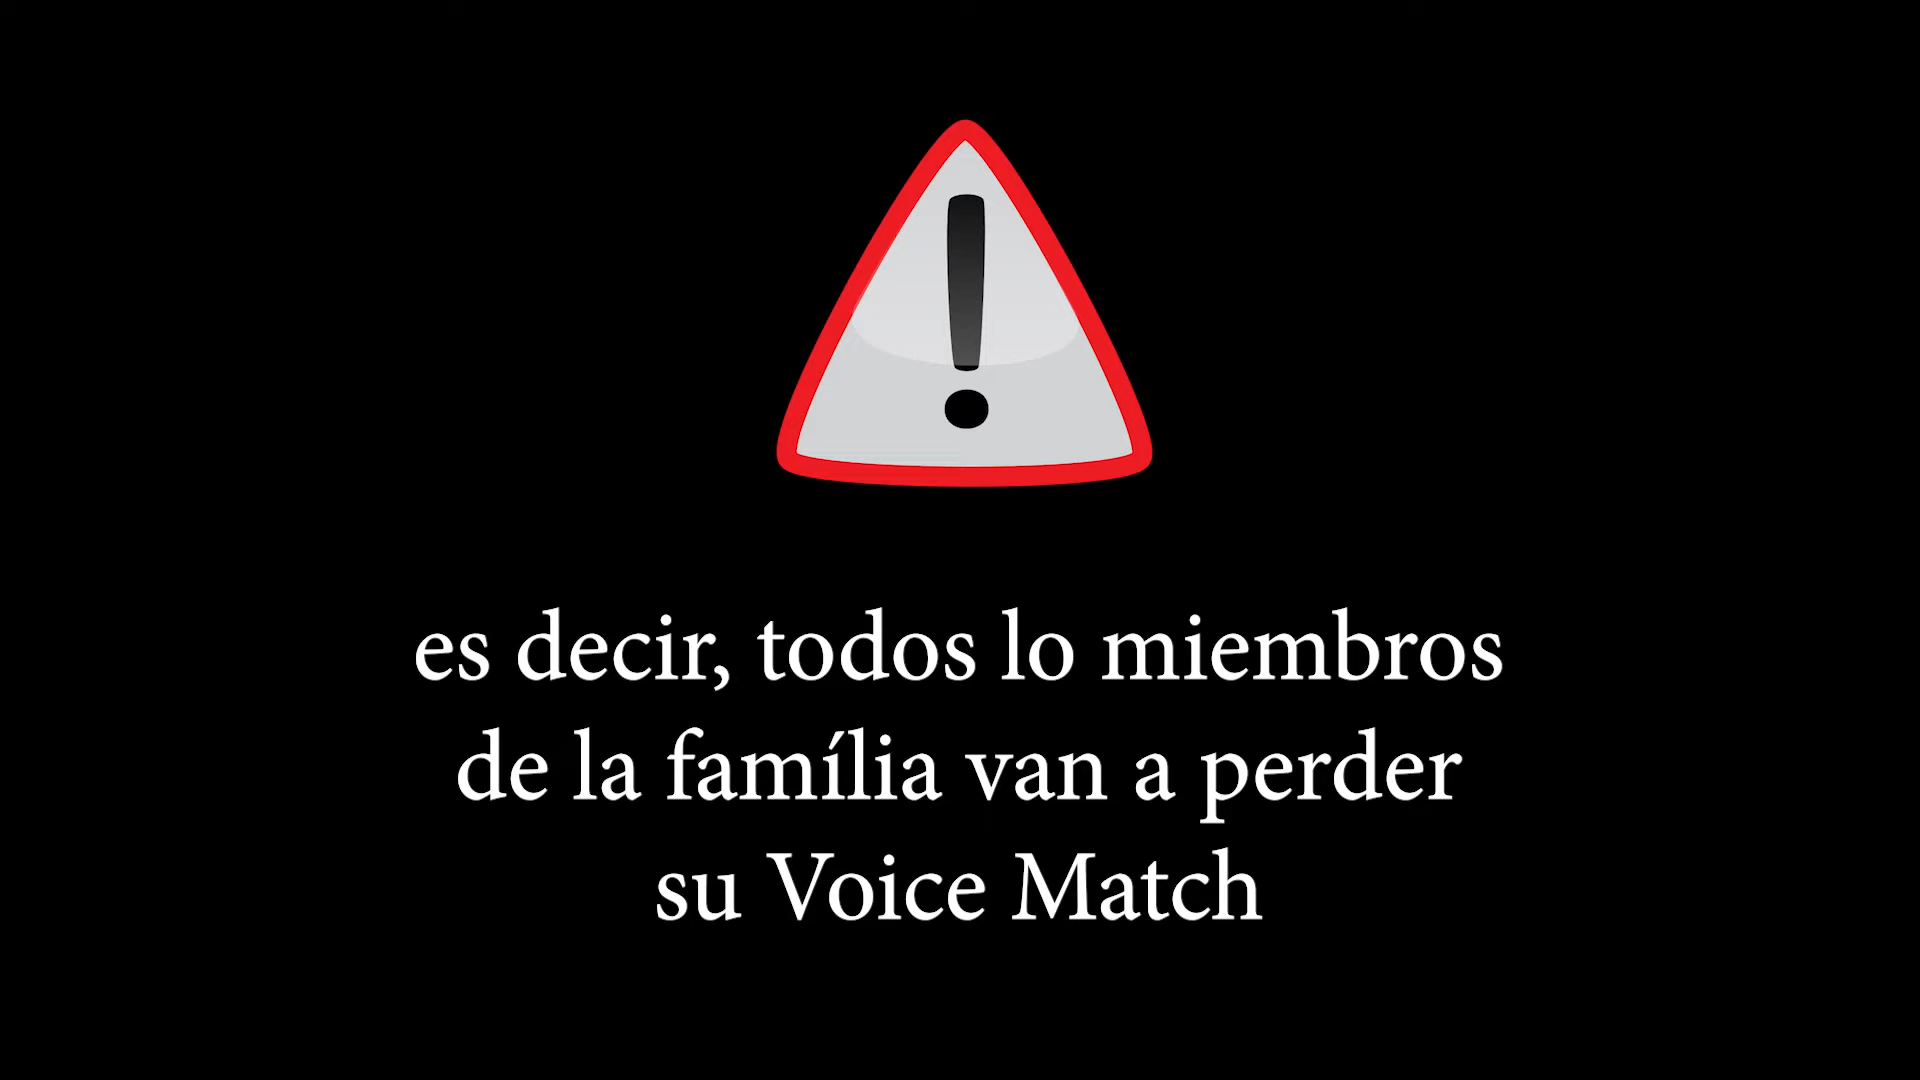 es decir, todos lo miembros
de la família van a perder
su Voice Match